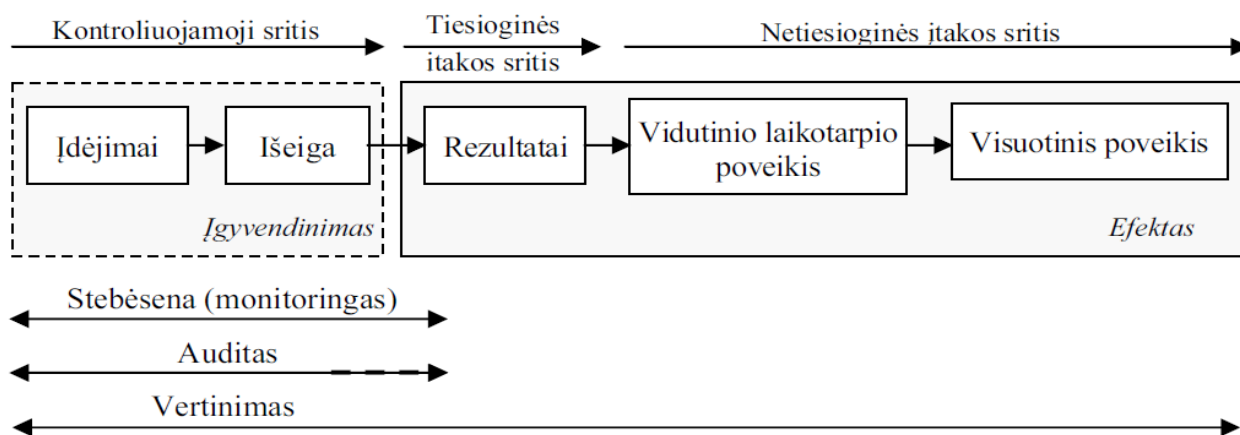 Kontroliuojamoji sritis
Tiesioginės
itakos sritis
Netiesioginės įtakos sritis
Įdėjimai
Išeiga
Rezultatai
Vidutinio laikotarpio
poveikis
Visuotinis poveikis
Įgyvendinimas
Efektas
Stebėsena (monitoringas)
Auditas
Vertinimas